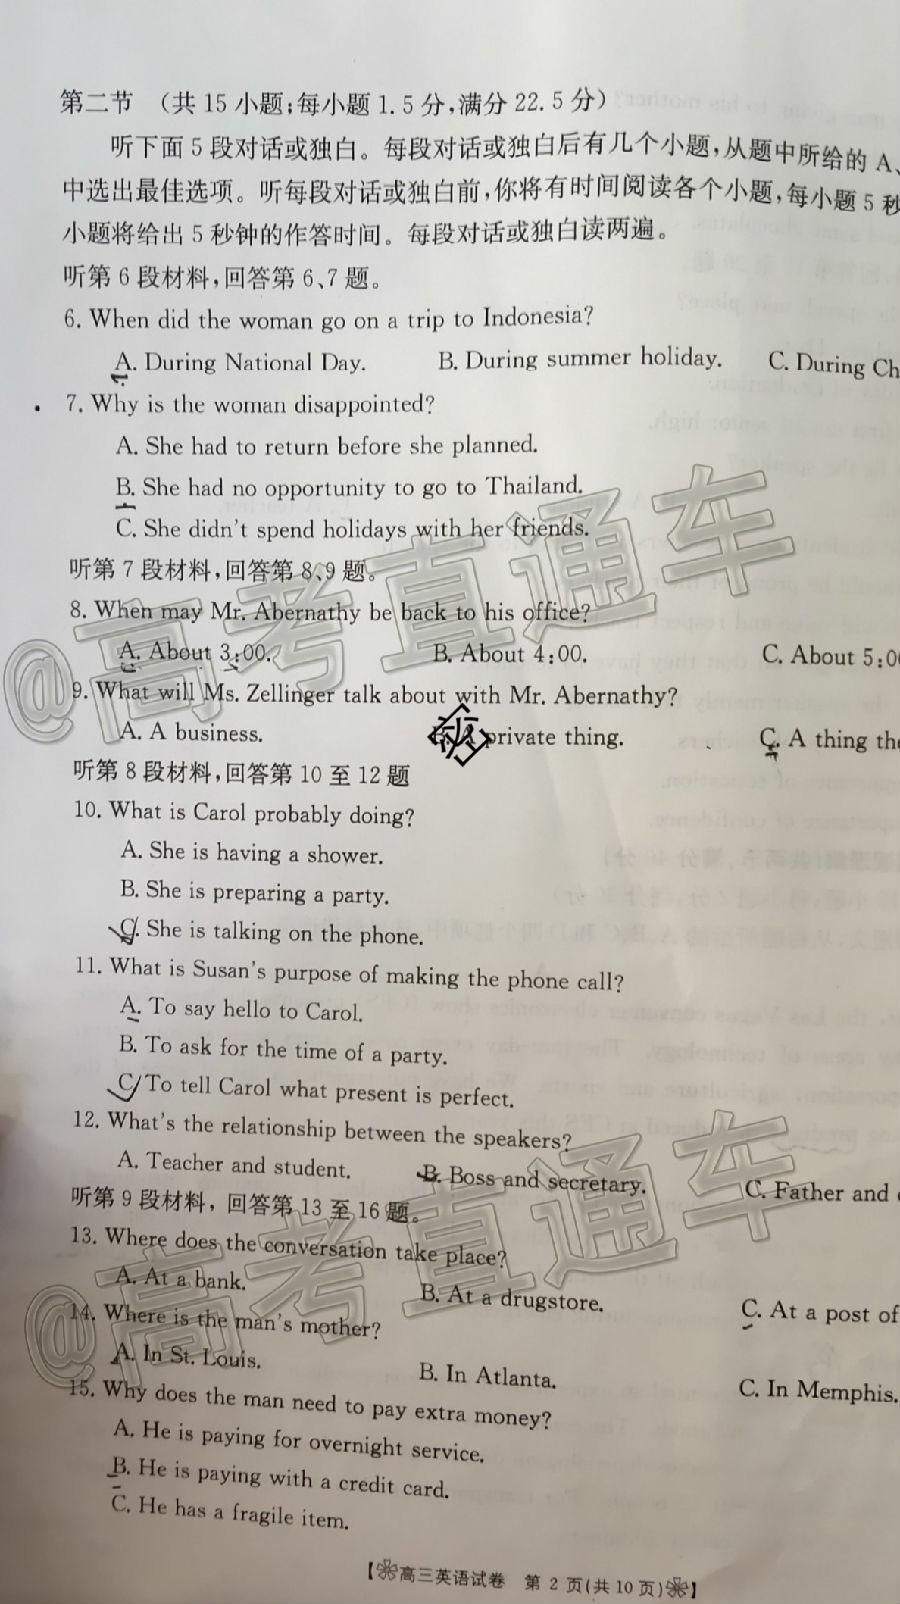 第二节 (共 15 小题;每小题 1.5 分,满分 22.5 分)
听下面 5 段对话或独白。每段对话或独白后有几个小题,从题中所给的 A、
中选出最佳选项。听每段对话或独白前,你将有时间阅读各个小题,每小题 5 秒
小题将给出 5 秒钟的作答时间。每段对话或独白读两遍。
听第 6 段材料,回答第 6、7 题。
6. When did the woman go on a trip to Indonesia?
A. During National Day. B. During summer holiday. C. During Ch
7. Why is the woman disappointed?
A. She had to return before she planned.
B. She had no opportunity to go to Thailand.
C. She didn't spend holidays with her friends.
听第 7 段材料,回答第 8、9 题。
8. When may Mr. Abernathy be back to his office?
A. About 3:00. B. About 4:00. C. About 5:0
9. What will Ms. Zellinger talk about with Mr. Abernathy?
A. A business. B. A private thing. C. A thing the
听第 8 段材料,回答第 10 至 12 题
10. What is Carol probably doing?
A. She is having a shower.
B. She is preparing a party.
C. She is talking on the phone.
11. What is Susan's purpose of making the phone call?
A. To say hello to Carol.
B. To ask for the time of a party.
C. To tell Carol what present is perfect.
12. What's the relationship between the speakers?
A. Teacher and student. B. Boss and secretary. C. Father and
听第 9 段材料,回答第 13 至 16 题。
13. Where does the conversation take place?
A. At a bank. B. At a drugstore. C. At a post of
14. Where is the man's mother?
A. In St. Louis. B. In Atlanta. C. In Memphis.
15. Why does the man need to pay extra money?
A. He is paying for overnight service.
B. He is paying with a credit card.
C. He has a fragile item.
【高三英语试卷 第 2 页(共 10 页)】
@高考直通车
@高考直通车
密